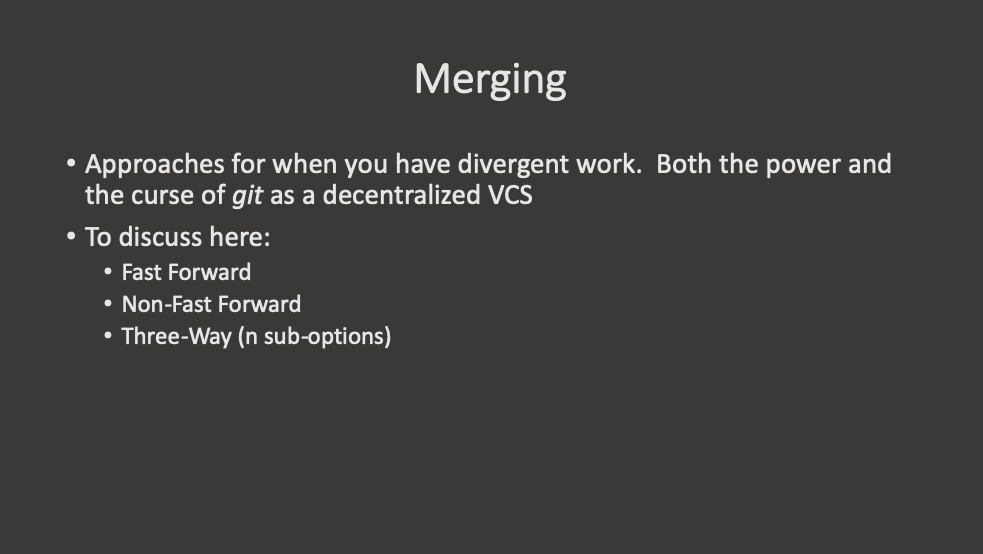 Merging
• Approaches for when you have divergent work.  Both the power and
the curse of git as a decentralized VCS
• To discuss here:
• Fast Forward
• Non-Fast Forward
• Three-Way (n sub-options)